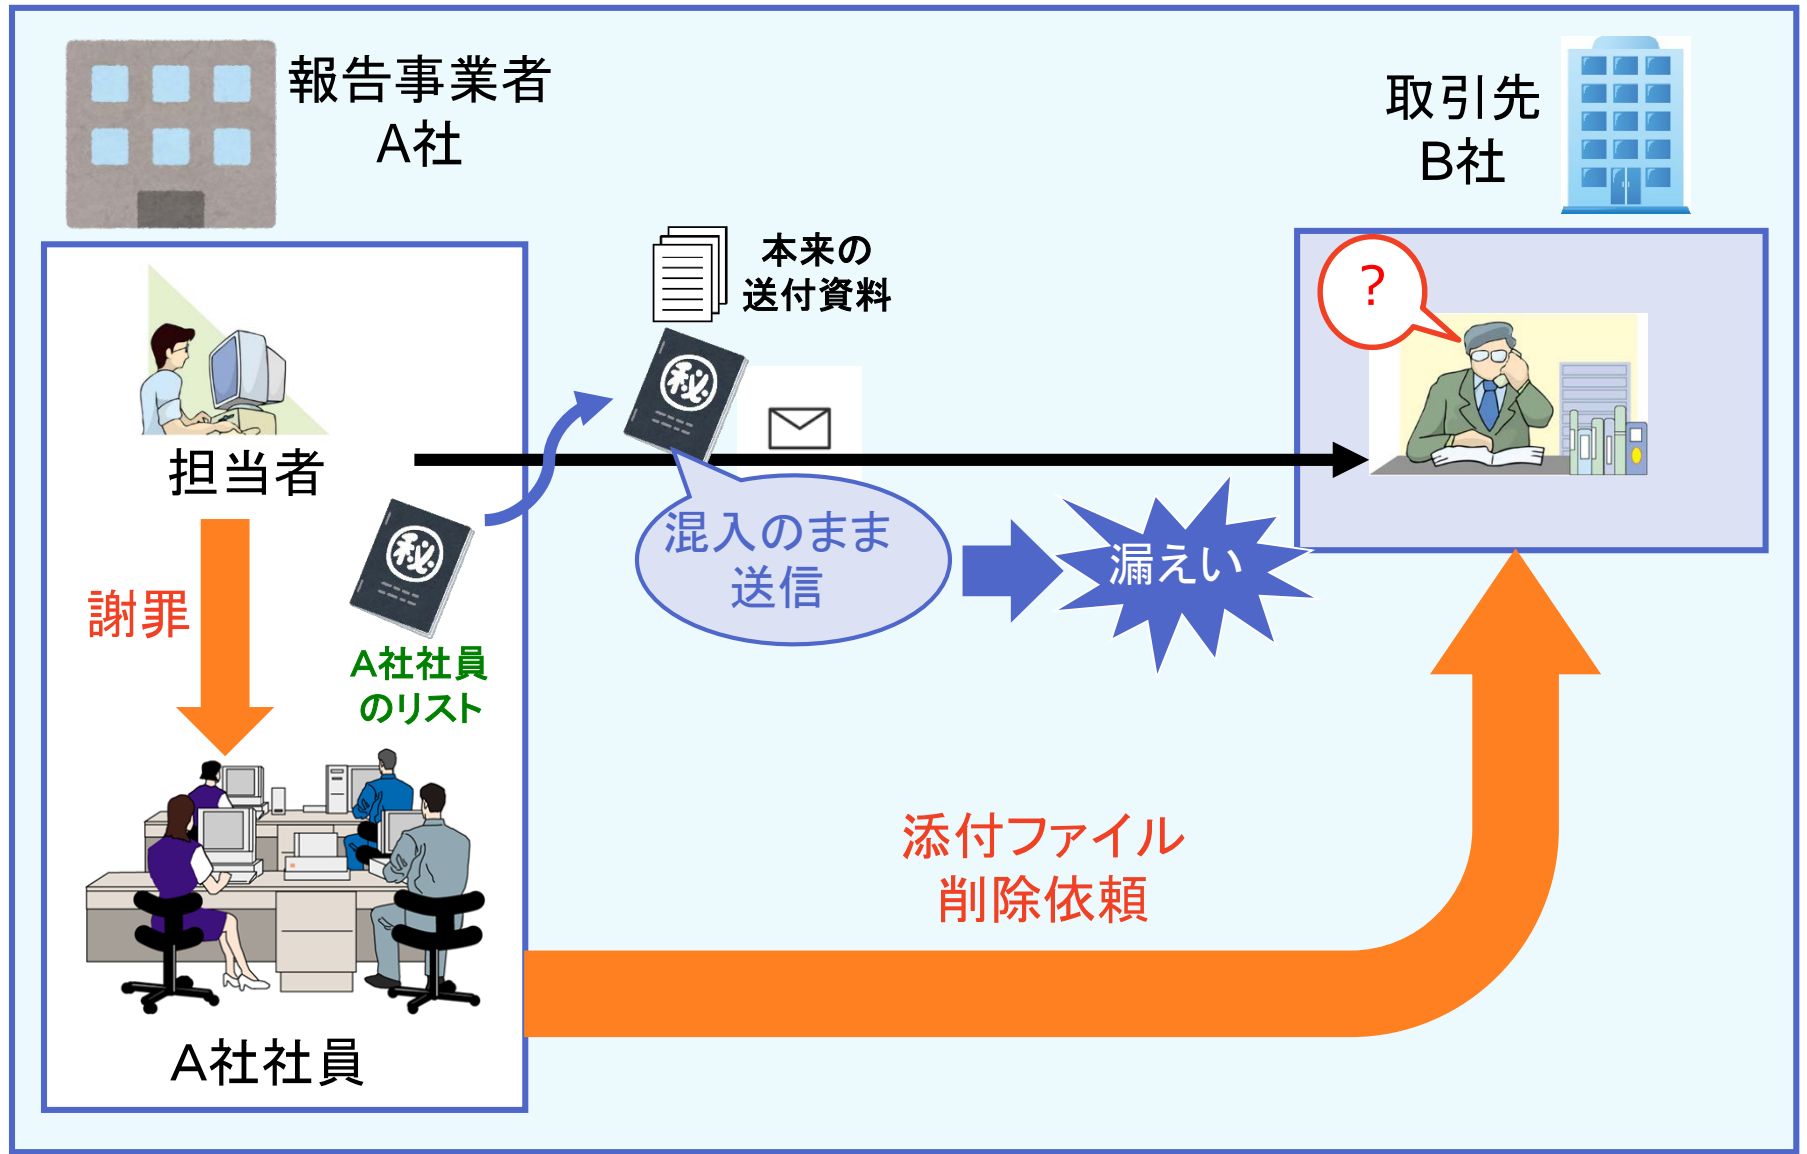 報告事業者
A社
取引先
B社
本来の
送付資料
?
㊙
担当者
㊙
混入のまま
送信
漏えい
謝罪
A社社員
のリスト
添付ファイル
削除依頼
A社社員